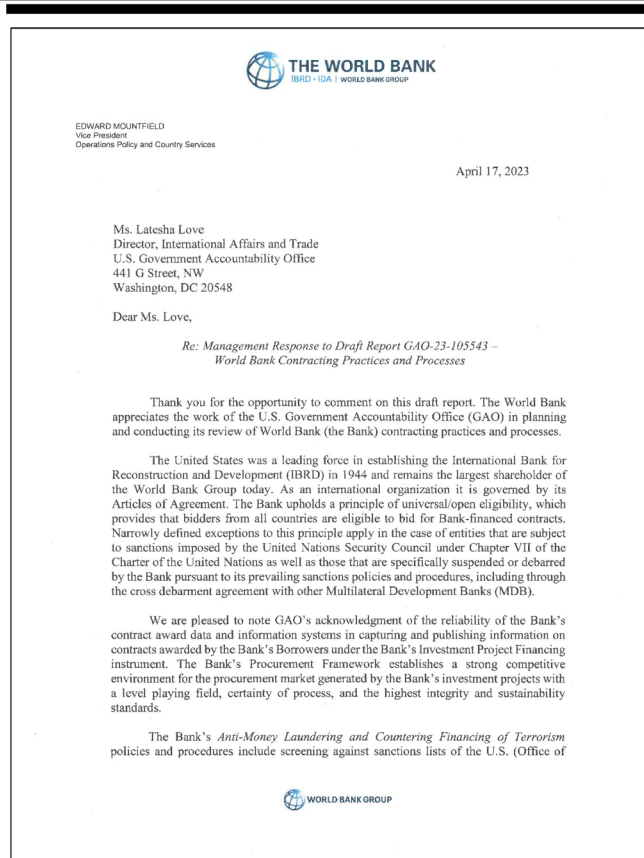 THE WORLD BANK
IBRD • IDA | WORLD BANK GROUP
EDWARD MOUNTFIELD
Vice President
Operations Policy and Country Services
April 17, 2023
Ms. Latesha Love
Director, International Affairs and Trade
U.S. Government Accountability Office
441 G Street, NW
Washington, DC 20548
Dear Ms. Love,
Re: Management Response to Draft Report GAO-23-105543 –
World Bank Contracting Practices and Processes
Thank you for the opportunity to comment on this draft report. The World Bank
appreciates the work of the U.S. Government Accountability Office (GAO) in planning
and conducting its review of World Bank (the Bank) contracting practices and processes.
The United States was a leading force in establishing the International Bank for
Reconstruction and Development (IBRD) in 1944 and remains the largest shareholder of
the World Bank Group today. As an international organization it is governed by its
Articles of Agreement. The Bank upholds a principle of universal/open eligibility, which
provides that bidders from all countries are eligible to bid for Bank-financed contracts.
Narrowly defined exceptions to this principle apply in the case of entities that are subject
to sanctions imposed by the United Nations Security Council under Chapter VII of the
Charter of the United Nations as well as those that are specifically suspended or debarred
by the Bank pursuant to its prevailing sanctions policies and procedures, including through
the cross debarment agreement with other Multilateral Development Banks (MDB).
We are pleased to note GAO's acknowledgment of the reliability of the Bank's
contract award data and information systems in capturing and publishing information on
contracts awarded by the Bank's Borrowers under the Bank's Investment Project Financing
instrument. The Bank's Procurement Framework establishes a strong competitive
environment for the procurement market generated by the Bank's investment projects with
a level playing field, certainty of process, and the highest integrity and sustainability
standards.
The Bank's Anti-Money Laundering and Countering Financing of Terrorism
policies and procedures include screening against sanctions lists of the U.S. (Office of
WORLD BANK GROUP